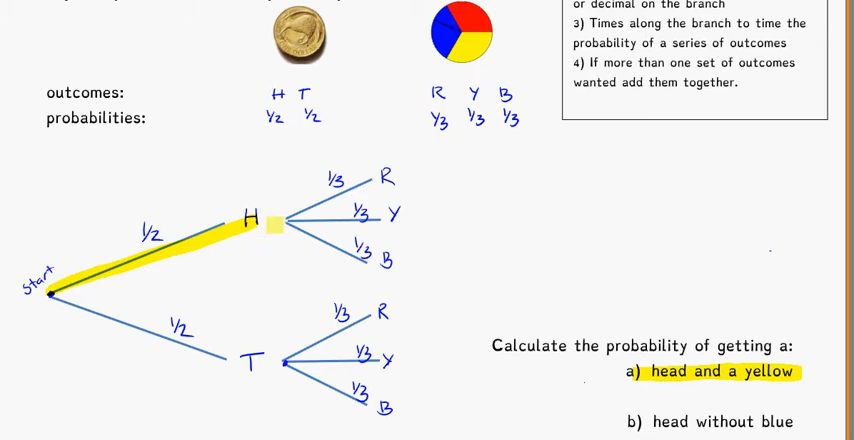 or decimal on the branch
3) Times along the branch to time the
probability of a series of outcomes
4) If more than one set of outcomes
wanted add them together.
outcomes: H T R Y B
probabilities: 1/2 1/2 1/3 1/3 1/3
1/3 R
1/2 H 1/3 Y
1/3 B
Start
1/3 R
1/2 T 1/3 Y
1/3 B
Calculate the probability of getting a:
a) head and a yellow
b) head without blue